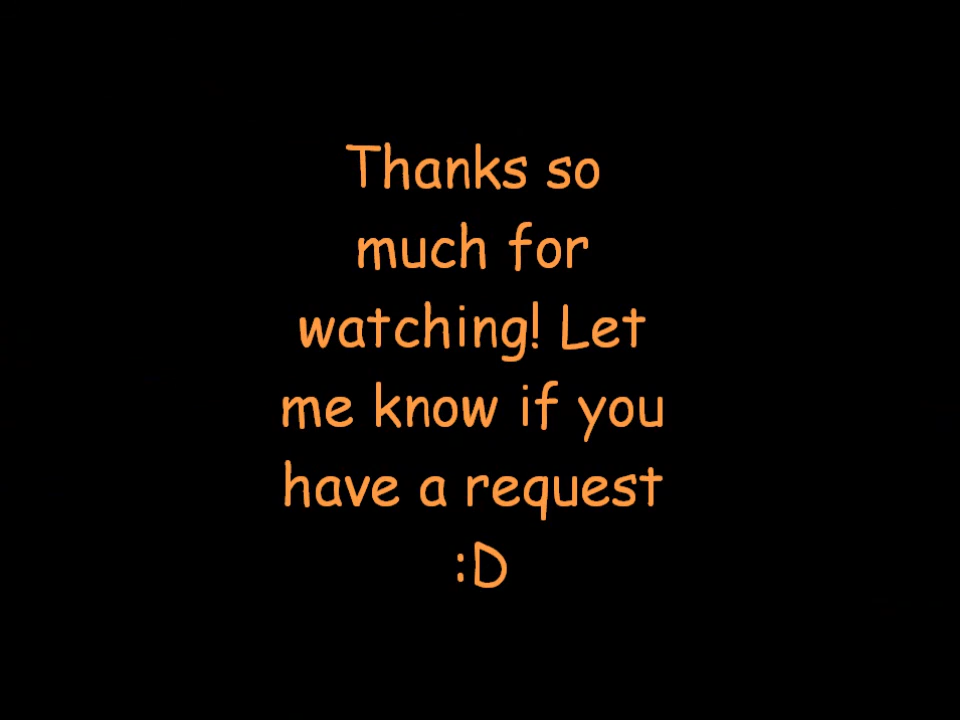 Thanks so
much for
watching! Let
me know if you
have a request
:D